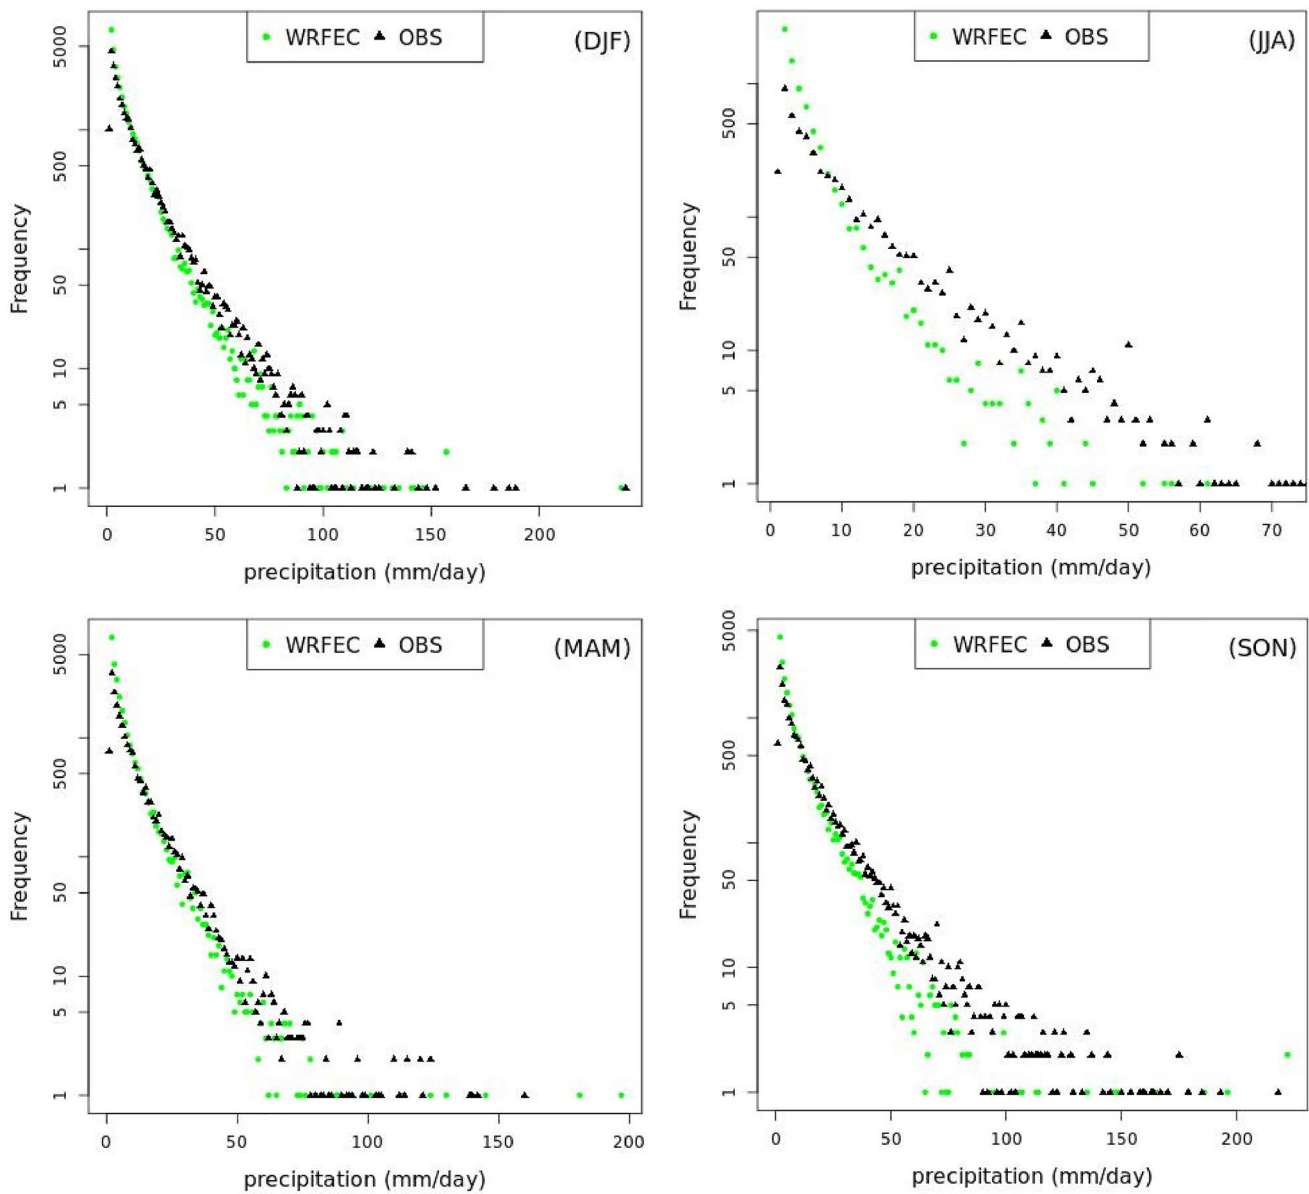 WRFEC OBS (DJF)
5000
500
50
10
5
1
Frequency
0 50 100 150 200
precipitation (mm/day)
WRFEC OBS (JJA)
500
50
10
5
1
Frequency
0 10 20 30 40 50 60 70
precipitation (mm/day)
WRFEC OBS (MAM)
5000
500
50
10
5
1
Frequency
0 50 100 150 200
precipitation (mm/day)
WRFEC OBS (SON)
5000
500
50
10
5
1
Frequency
0 50 100 150 200
precipitation (mm/day)